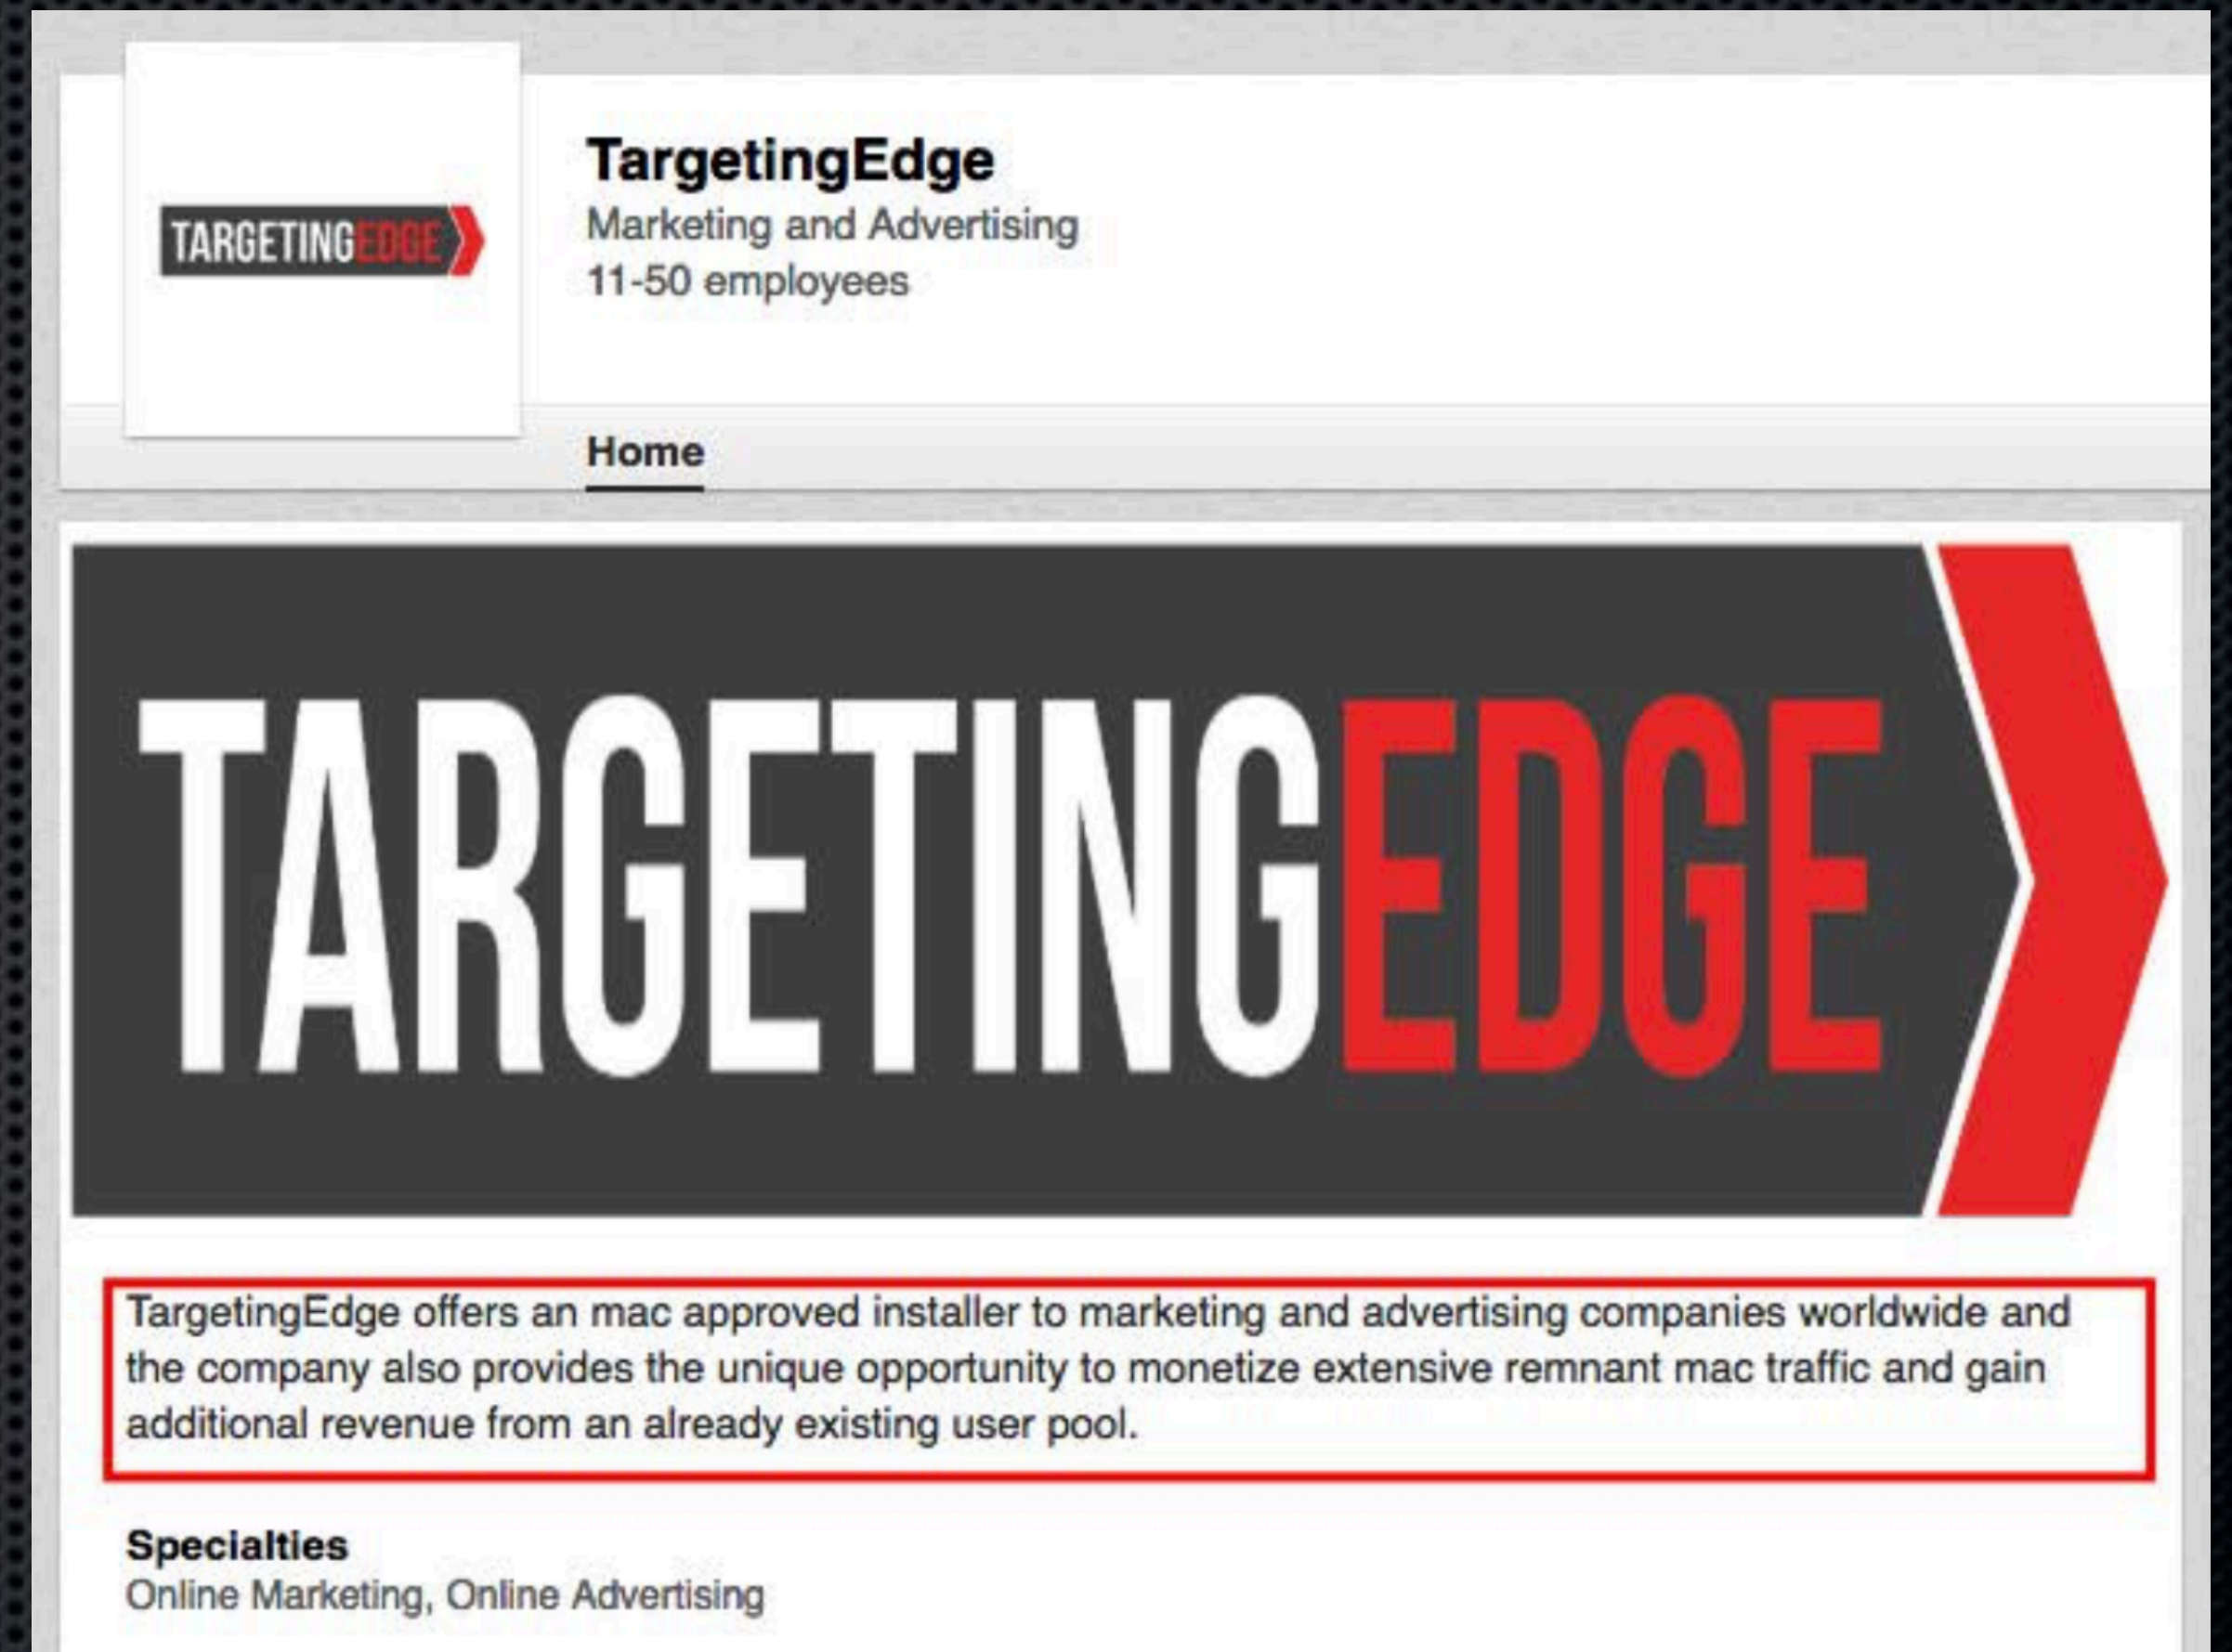 TARGETINGEDGE
TargetingEdge
Marketing and Advertising
11-50 employees
Home
TARGETINGEDGE
TargetingEdge offers an mac approved installer to marketing and advertising companies worldwide and
the company also provides the unique opportunity to monetize extensive remnant mac traffic and gain
additional revenue from an already existing user pool.
Specialties
Online Marketing, Online Advertising